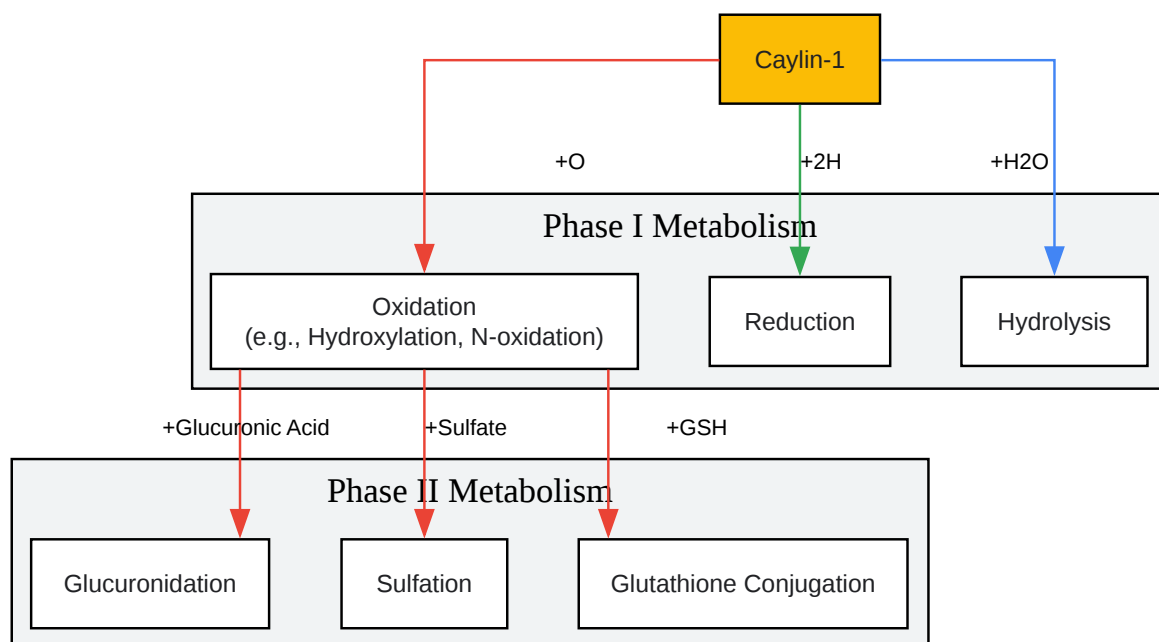 Caylin-1
+O
+2H
+H2O
Phase I Metabolism
Oxidation
(e.g., Hydroxylation, N-oxidation)
Reduction
Hydrolysis
+Glucuronic Acid
+Sulfate
+GSH
Phase II Metabolism
Glucuronidation
Sulfation
Glutathione Conjugation